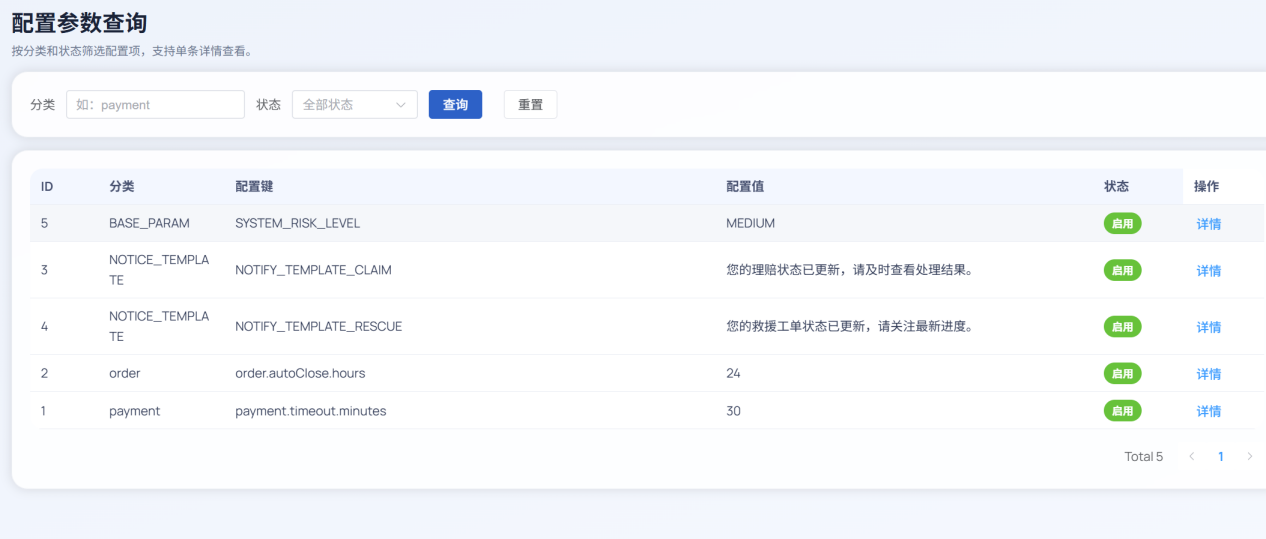 配置参数查询
按分类和状态筛选配置项，支持单条详情查看。
分类 如：payment 状态 全部状态 查询 重置
ID 分类 配置键 配置值 状态 操作
5 BASE_PARAM SYSTEM_RISK_LEVEL MEDIUM 启用 详情
3 NOTICE_TEMPLA
TE NOTIFY_TEMPLATE_CLAIM 您的理赔状态已更新，请及时查看处理结果。 启用 详情
4 NOTICE_TEMPLA
TE NOTIFY_TEMPLATE_RESCUE 您的救援工单状态已更新，请关注最新进度。 启用 详情
2 order order.autoClose.hours 24 启用 详情
1 payment payment.timeout.minutes 30 启用 详情
Total 5 1